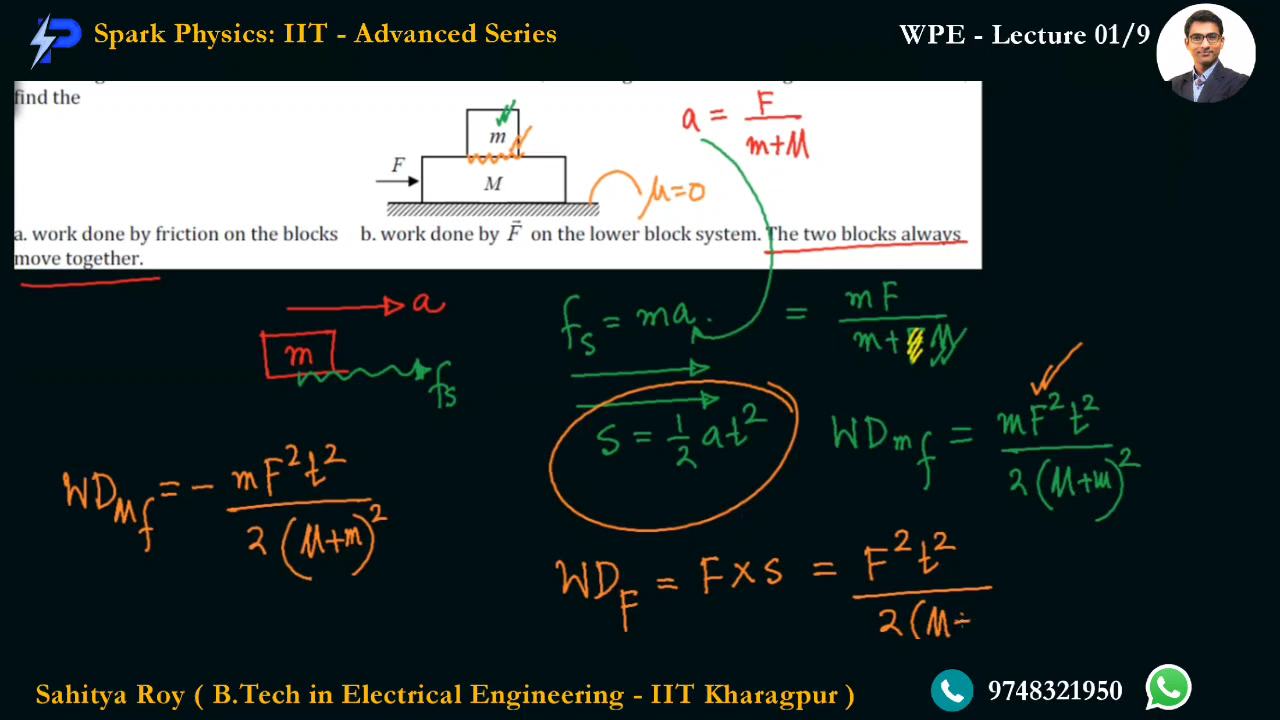 Spark Physics: IIT - Advanced Series
WPE - Lecture 01/9
find the
m
F
M
a = F / m+M
μ=0
a. work done by friction on the blocks b. work done by F⃗ on the lower block system. The two blocks always
move together.
a
m
fs
fs = ma. = mF / m+M
s = 1/2 at²
WDmf = mF²t² / 2(M+m)²
WDMf = - mF²t² / 2(M+m)²
WDF = F×s = F²t² / 2(M+
Sahitya Roy ( B.Tech in Electrical Engineering - IIT Kharagpur )
9748321950